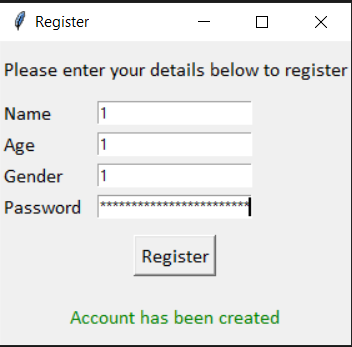 Register
Please enter your details below to register
Name 1
Age 1
Gender 1
Password ************************
Register
Account has been created